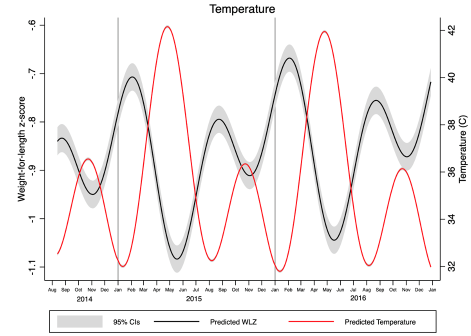 Temperature
-.6
-.7
-.8
-.9
-1
-1.1
Weight-for-length z-score
42
40
38
36
34
32
Temperature (C)
Aug Sep Oct Nov Dec Jan Feb Mar Apr May Jun Jul Aug Sep Oct Nov Dec Jan Feb Mar Apr May Jun Jul Aug Sep Oct Nov Dec Jan
2014 2015 2016
95% CIs Predicted WLZ Predicted Temperature